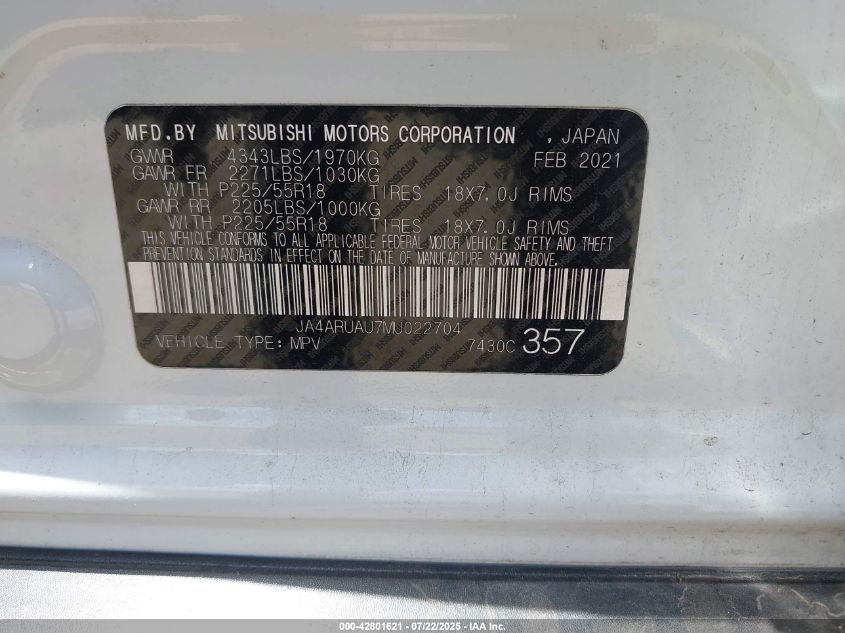 MFD.BY MITSUBISHI MOTORS CORPORATION , JAPAN
GVWR 4343LBS/1970KG FEB 2021
GAWR FR 2271LBS/1030KG
WITH P225/55R18 TIRES 18X7.0J RIMS
GAWR RR 2205LBS/1000KG
WITH P225/55R18 TIRES 18X7.0J RIMS
THIS VEHICLE CONFORMS TO ALL APPLICABLE FEDERAL MOTOR VEHICLE SAFETY AND THEFT
PREVENTION STANDARDS IN EFFECT ON THE DATE OF MANUFACTURE SHOWN ABOVE.
JA4ARUAU7MU022704
VEHICLE TYPE: MPV 7430C 357
000-42801621 - 07/22/2025 - IAA Inc.